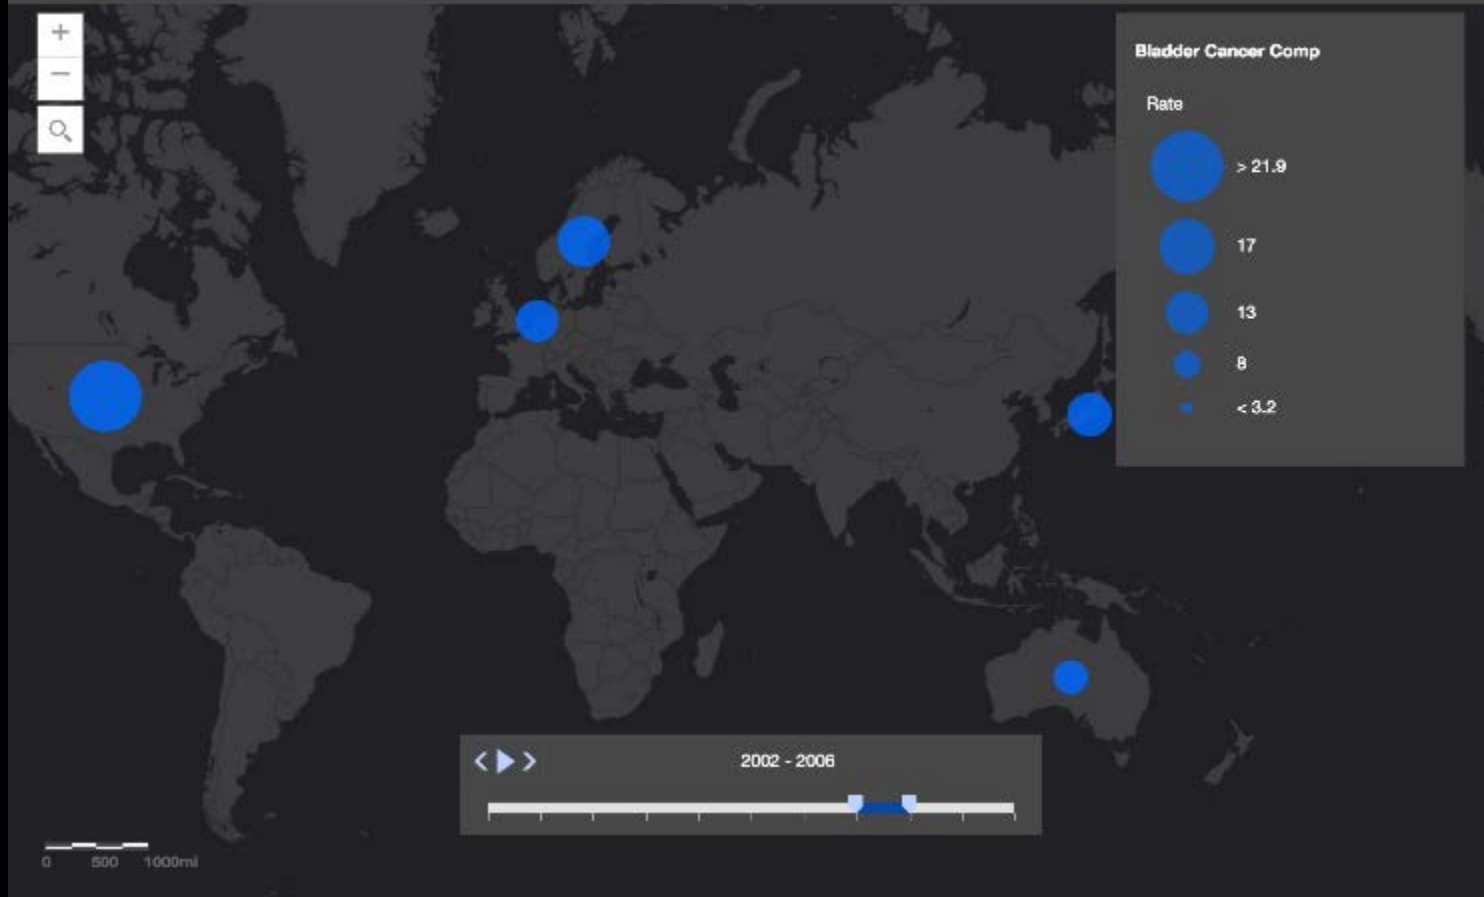 +
−
Bladder Cancer Comp
Rate
> 21.9
17
13
8
< 3.2
2002 - 2006
0 500 1000mi